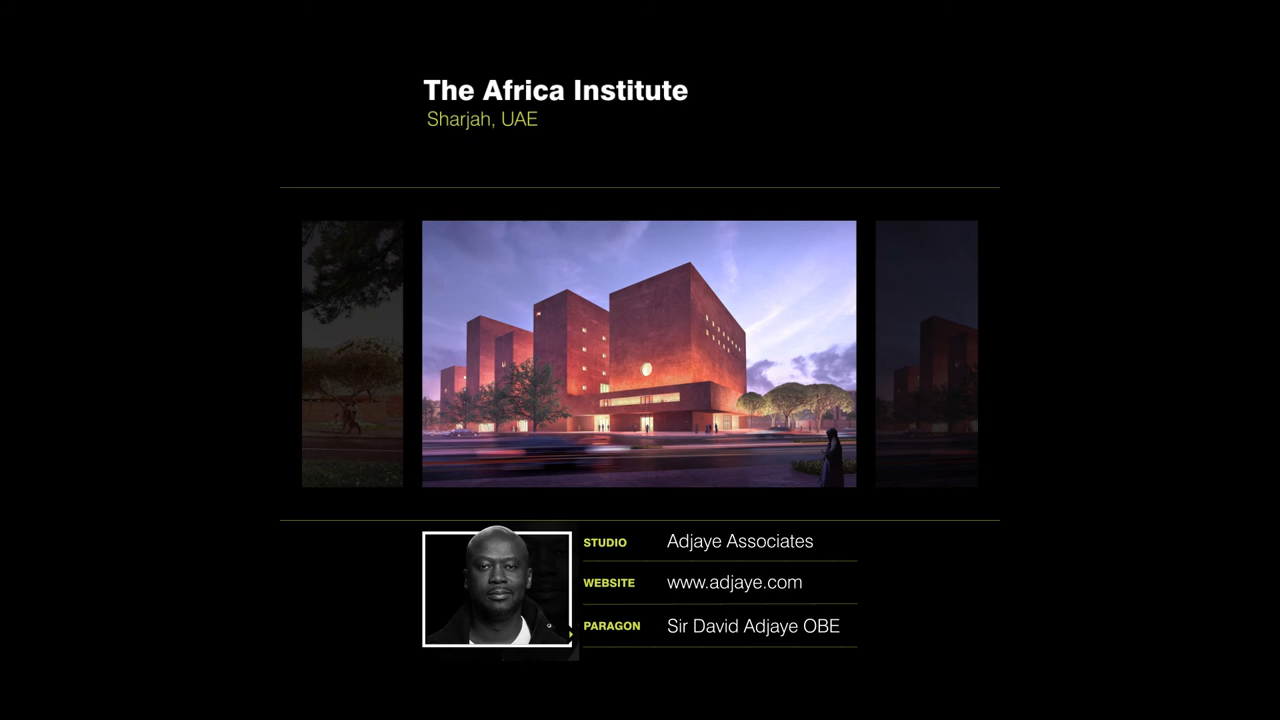 The Africa Institute
Sharjah, UAE
STUDIO Adjaye Associates
WEBSITE www.adjaye.com
PARAGON Sir David Adjaye OBE